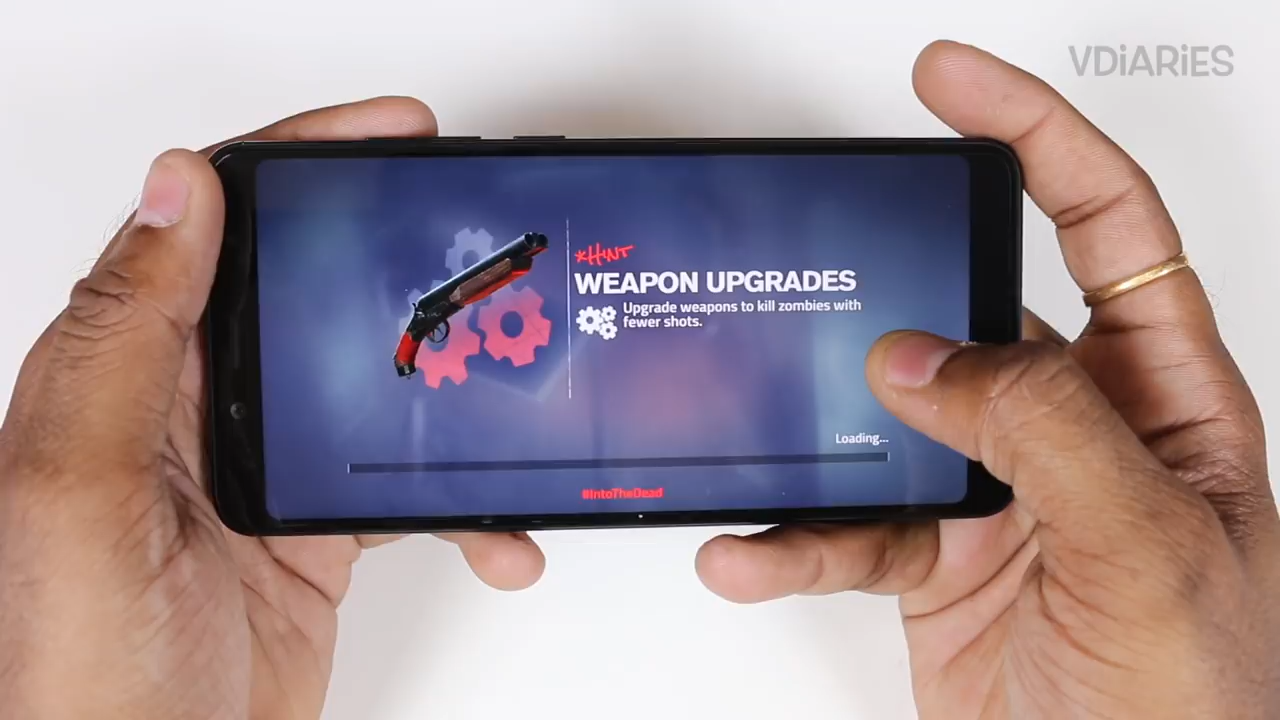 VDiARiES
*HINT
WEAPON UPGRADES
Upgrade weapons to kill zombies with
fewer shots.
Loading...
#IntoTheDead